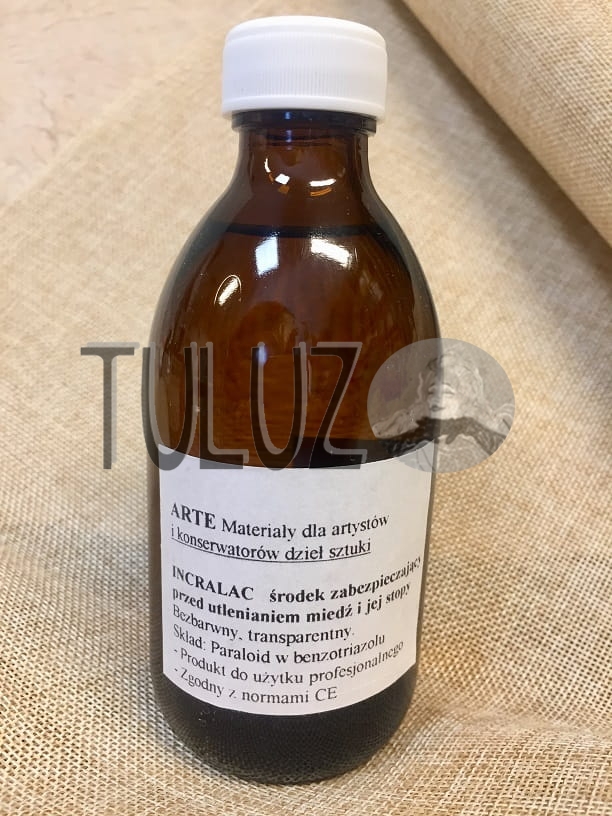 TULUZ
ARTE Materiały dla artystów
i konserwatorów dzieł sztuki
INCRALAC środek zabezpieczający
przed utlenianiem miedź i jej stopy
Bezbarwny, transparentny.
Skład: Paraloid w benzotriazolu
- Produkt do użytku profesjonalnego
- Zgodny z normami CE